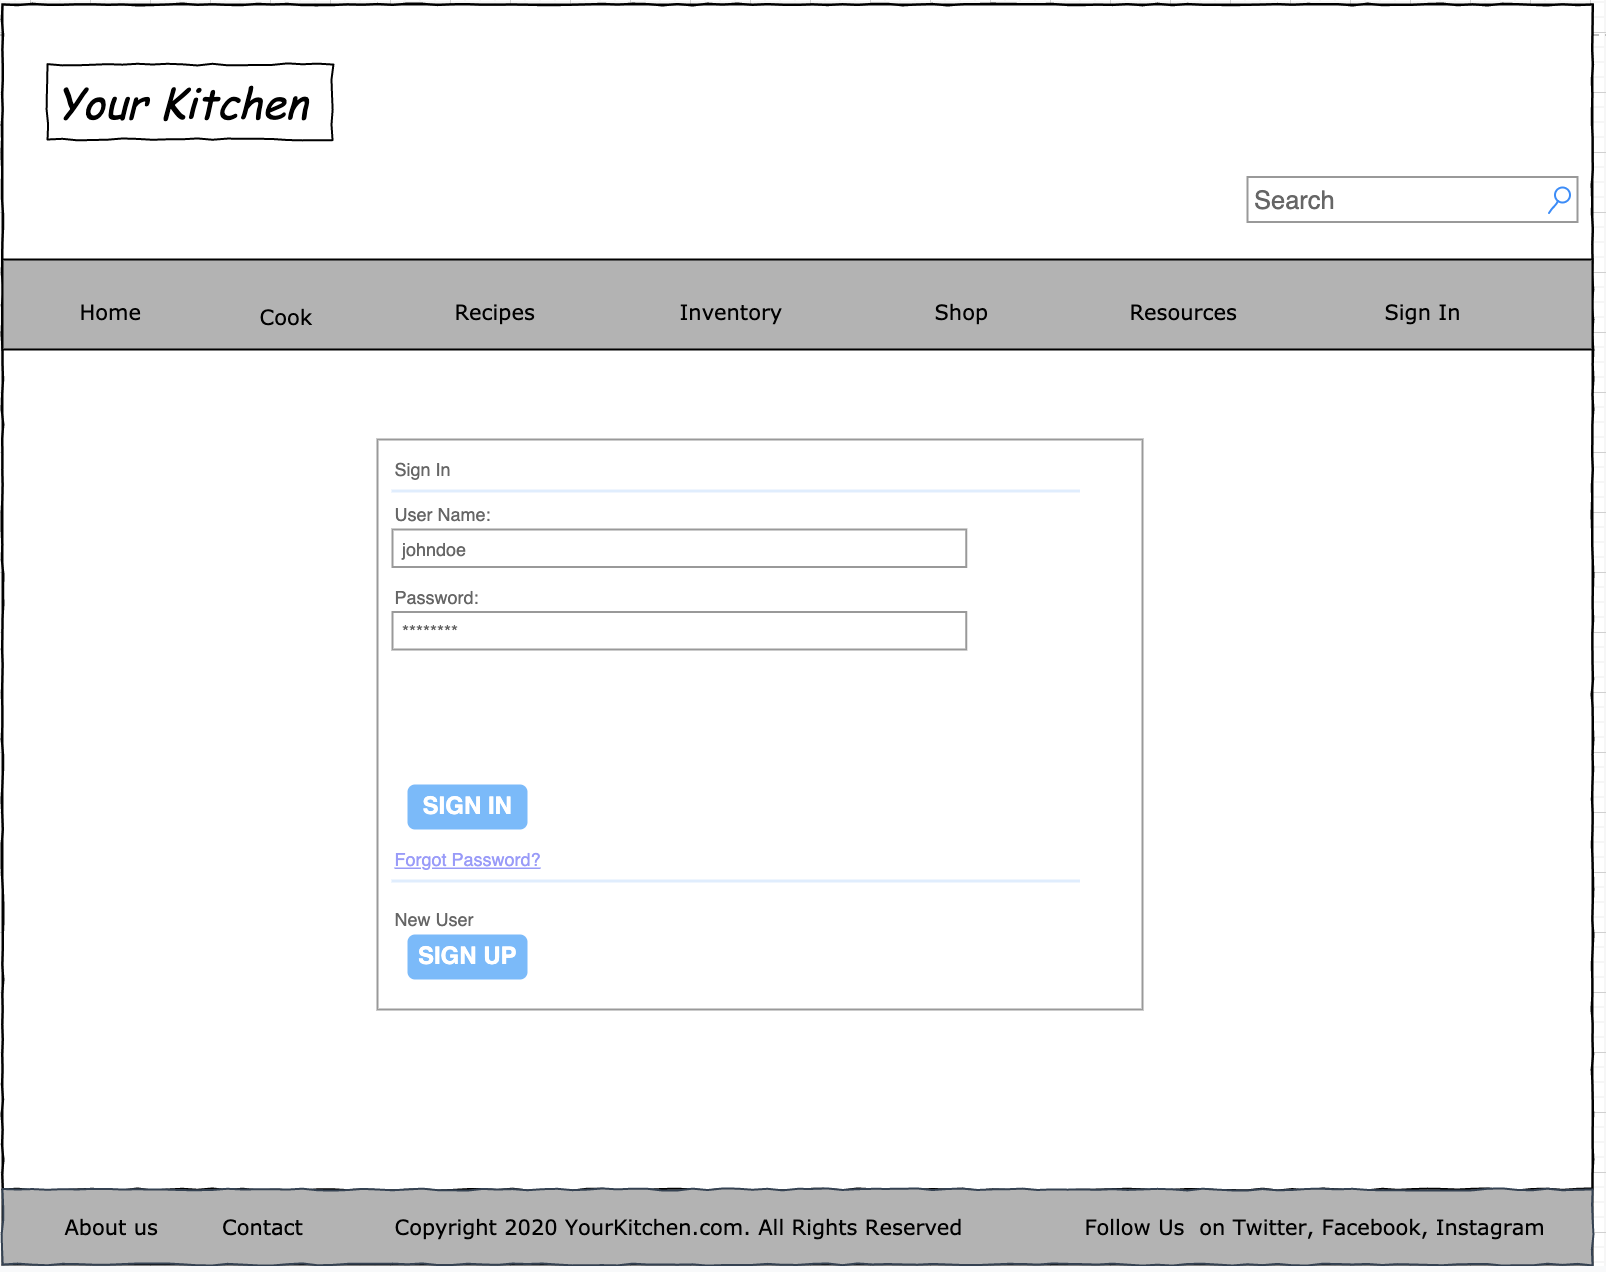 Your Kitchen
Search
Home Cook Recipes Inventory Shop Resources Sign In
Sign In
User Name:
johndoe
Password:
********
SIGN IN
Forgot Password?
New User
SIGN UP
About us Contact Copyright 2020 YourKitchen.com. All Rights Reserved Follow Us on Twitter, Facebook, Instagram